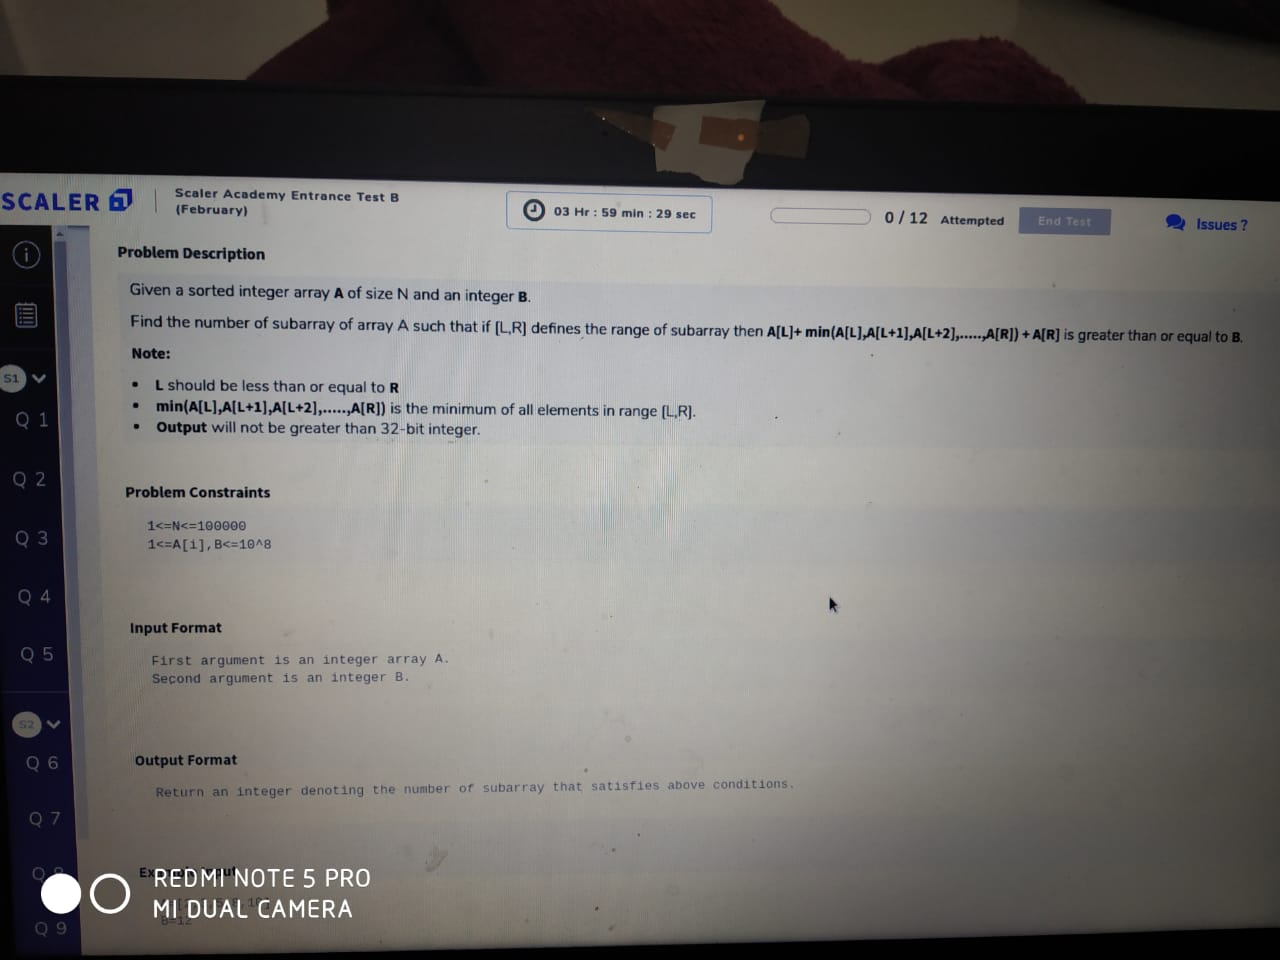 SCALER
Scaler Academy Entrance Test B
(February)
03 Hr : 59 min : 29 sec
0 / 12 Attempted
End Test
Issues ?
Problem Description
Given a sorted integer array A of size N and an integer B.
Find the number of subarray of array A such that if [L,R] defines the range of subarray then A[L]+ min(A[L],A[L+1],A[L+2],.....,A[R]) + A[R] is greater than or equal to B.
Note:
• L should be less than or equal to R
• min(A[L],A[L+1],A[L+2],.....,A[R]) is the minimum of all elements in range [L,R].
• Output will not be greater than 32-bit integer.
Problem Constraints
1<=N<=100000
1<=A[i],B<=10^8
Input Format
First argument is an integer array A.
Second argument is an integer B.
Output Format
Return an integer denoting the number of subarray that satisfies above conditions.
B=12
S1
Q 1
Q 2
Q 3
Q 4
Q 5
S2
Q 6
Q 7
Q 8
Q 9
REDMI NOTE 5 PRO
MI DUAL CAMERA